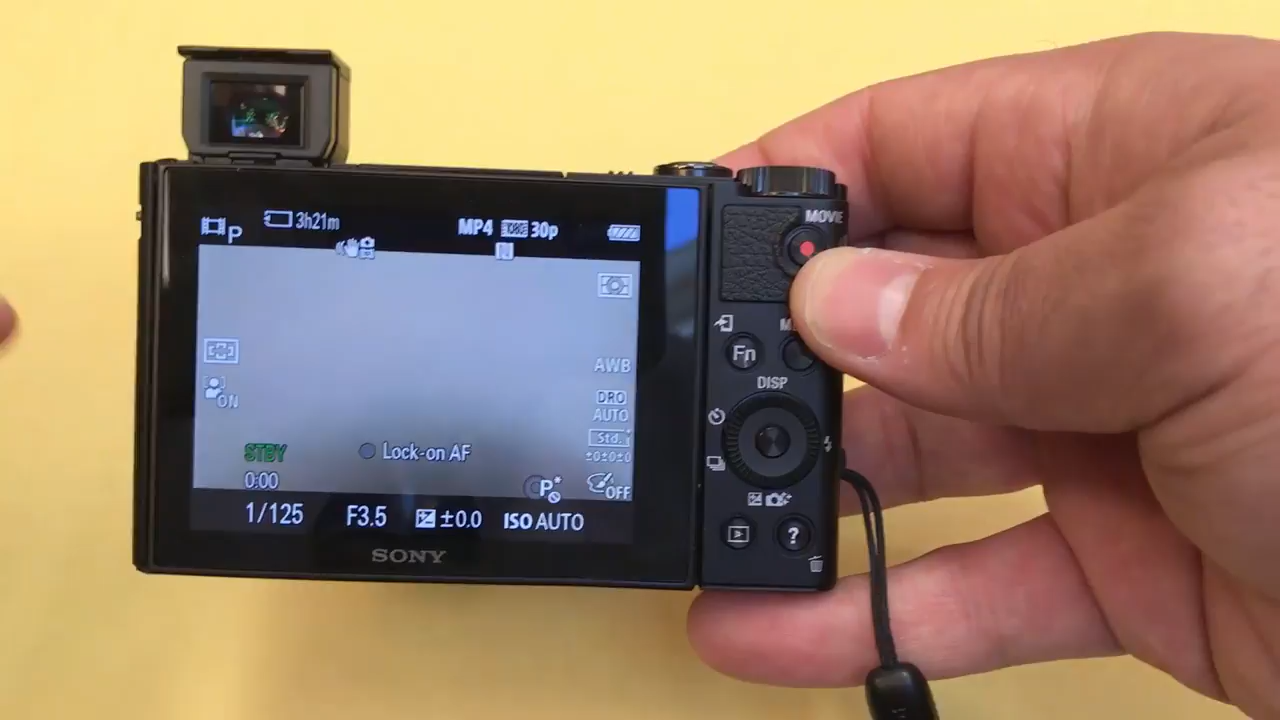 P 3h21m MP4 1080 30p
MOVIE
Fn
AWB
DISP
DRO
AUTO
ON
Std.
±0±0±0
STBY
Lock-on AF
0:00
P* OFF
1/125 F3.5 ±0.0 ISO AUTO
?
SONY